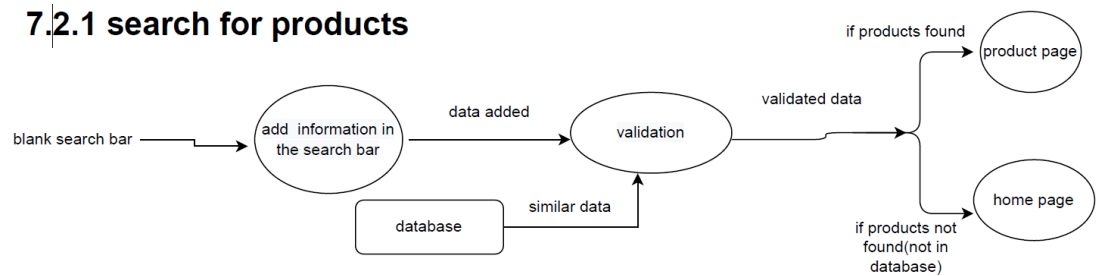 7.2.1 search for products
if products found
product page
validated data
data added
blank search bar
add information in
the search bar
validation
similar data
database
home page
if products not
found(not in
database)